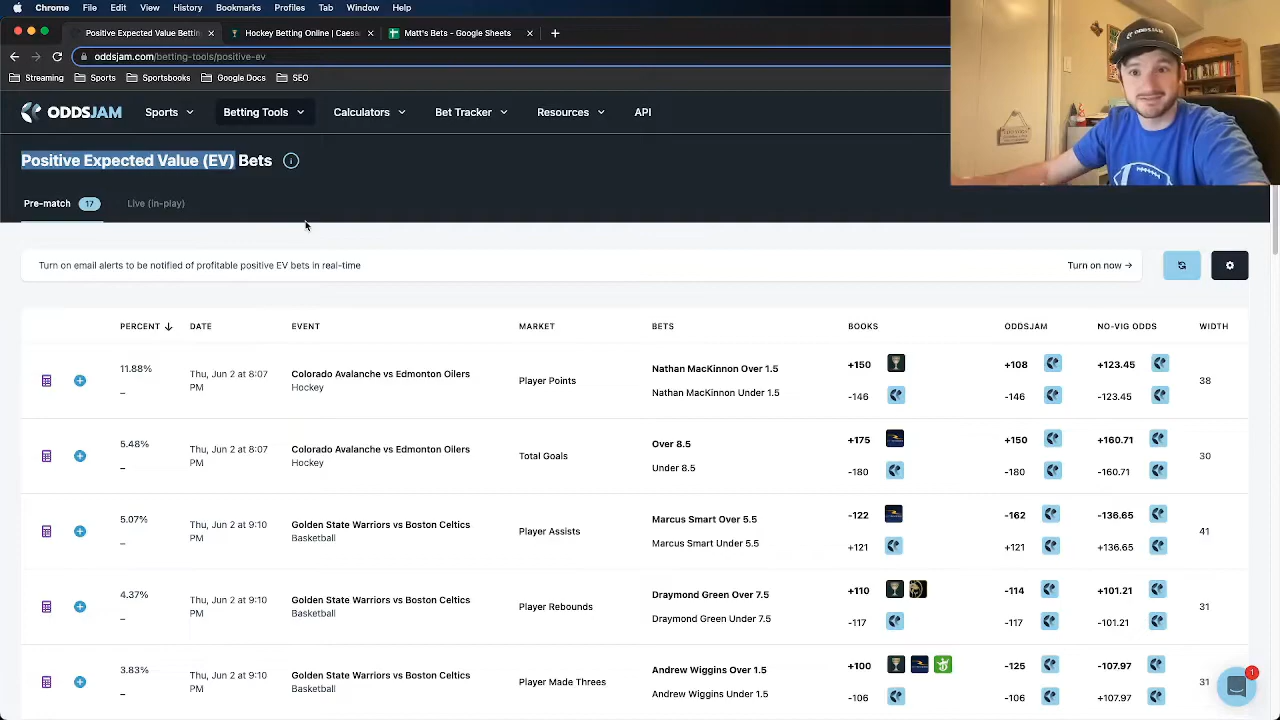 Chrome File Edit View History Bookmarks Profiles Tab Window Help
Positive Expected Value Bettin
Hockey Betting Online | Caesa
Matt's Bets - Google Sheets
oddsjam.com/betting-tools/positive-ev
Streaming Sports Sportsbooks Google Docs SEO
ODDSJAM Sports Betting Tools Calculators Bet Tracker Resources API
Positive Expected Value (EV) Bets
Pre-match 17 Live (In-play)
Turn on email alerts to be notified of profitable positive EV bets in real-time Turn on now →
PERCENT ↓ DATE EVENT MARKET BETS BOOKS ODDSJAM NO-VIG ODDS WIDTH
11.88% Thu, Jun 2 at 8:07 PM Colorado Avalanche vs Edmonton Oilers Hockey Player Points Nathan MacKinnon Over 1.5 +150 +108 +123.45 38
– Nathan MacKinnon Under 1.5 -146 -146 -123.45
5.48% Thu, Jun 2 at 8:07 PM Colorado Avalanche vs Edmonton Oilers Hockey Total Goals Over 8.5 +175 +150 +160.71 30
– Under 8.5 -180 -180 -160.71
5.07% Thu, Jun 2 at 9:10 PM Golden State Warriors vs Boston Celtics Basketball Player Assists Marcus Smart Over 5.5 -122 -162 -136.65 41
– Marcus Smart Under 5.5 +121 +121 +136.65
4.37% Thu, Jun 2 at 9:10 PM Golden State Warriors vs Boston Celtics Basketball Player Rebounds Draymond Green Over 7.5 +110 -114 +101.21 31
– Draymond Green Under 7.5 -117 -117 -101.21
3.83% Thu, Jun 2 at 9:10 PM Golden State Warriors vs Boston Celtics Basketball Player Made Threes Andrew Wiggins Over 1.5 +100 -125 -107.97 31
– Andrew Wiggins Under 1.5 -106 -106 +107.97
1